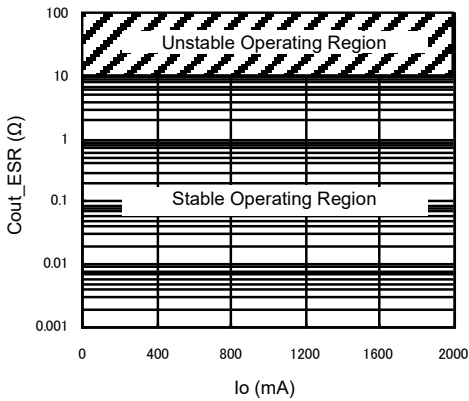 100
Unstable Operating Region
10
1
Cout_ESR (Ω)
Stable Operating Region
0.1
0.01
0.001
0 400 800 1200 1600 2000
Io (mA)